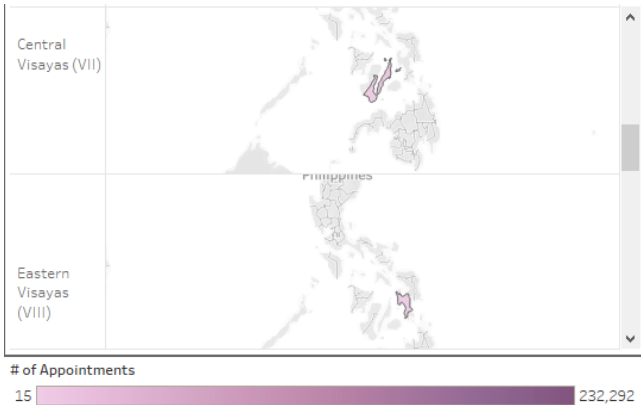 Central
Visayas (VII)
Philippines
Eastern
Visayas
(VIII)
# of Appointments
15
232,292